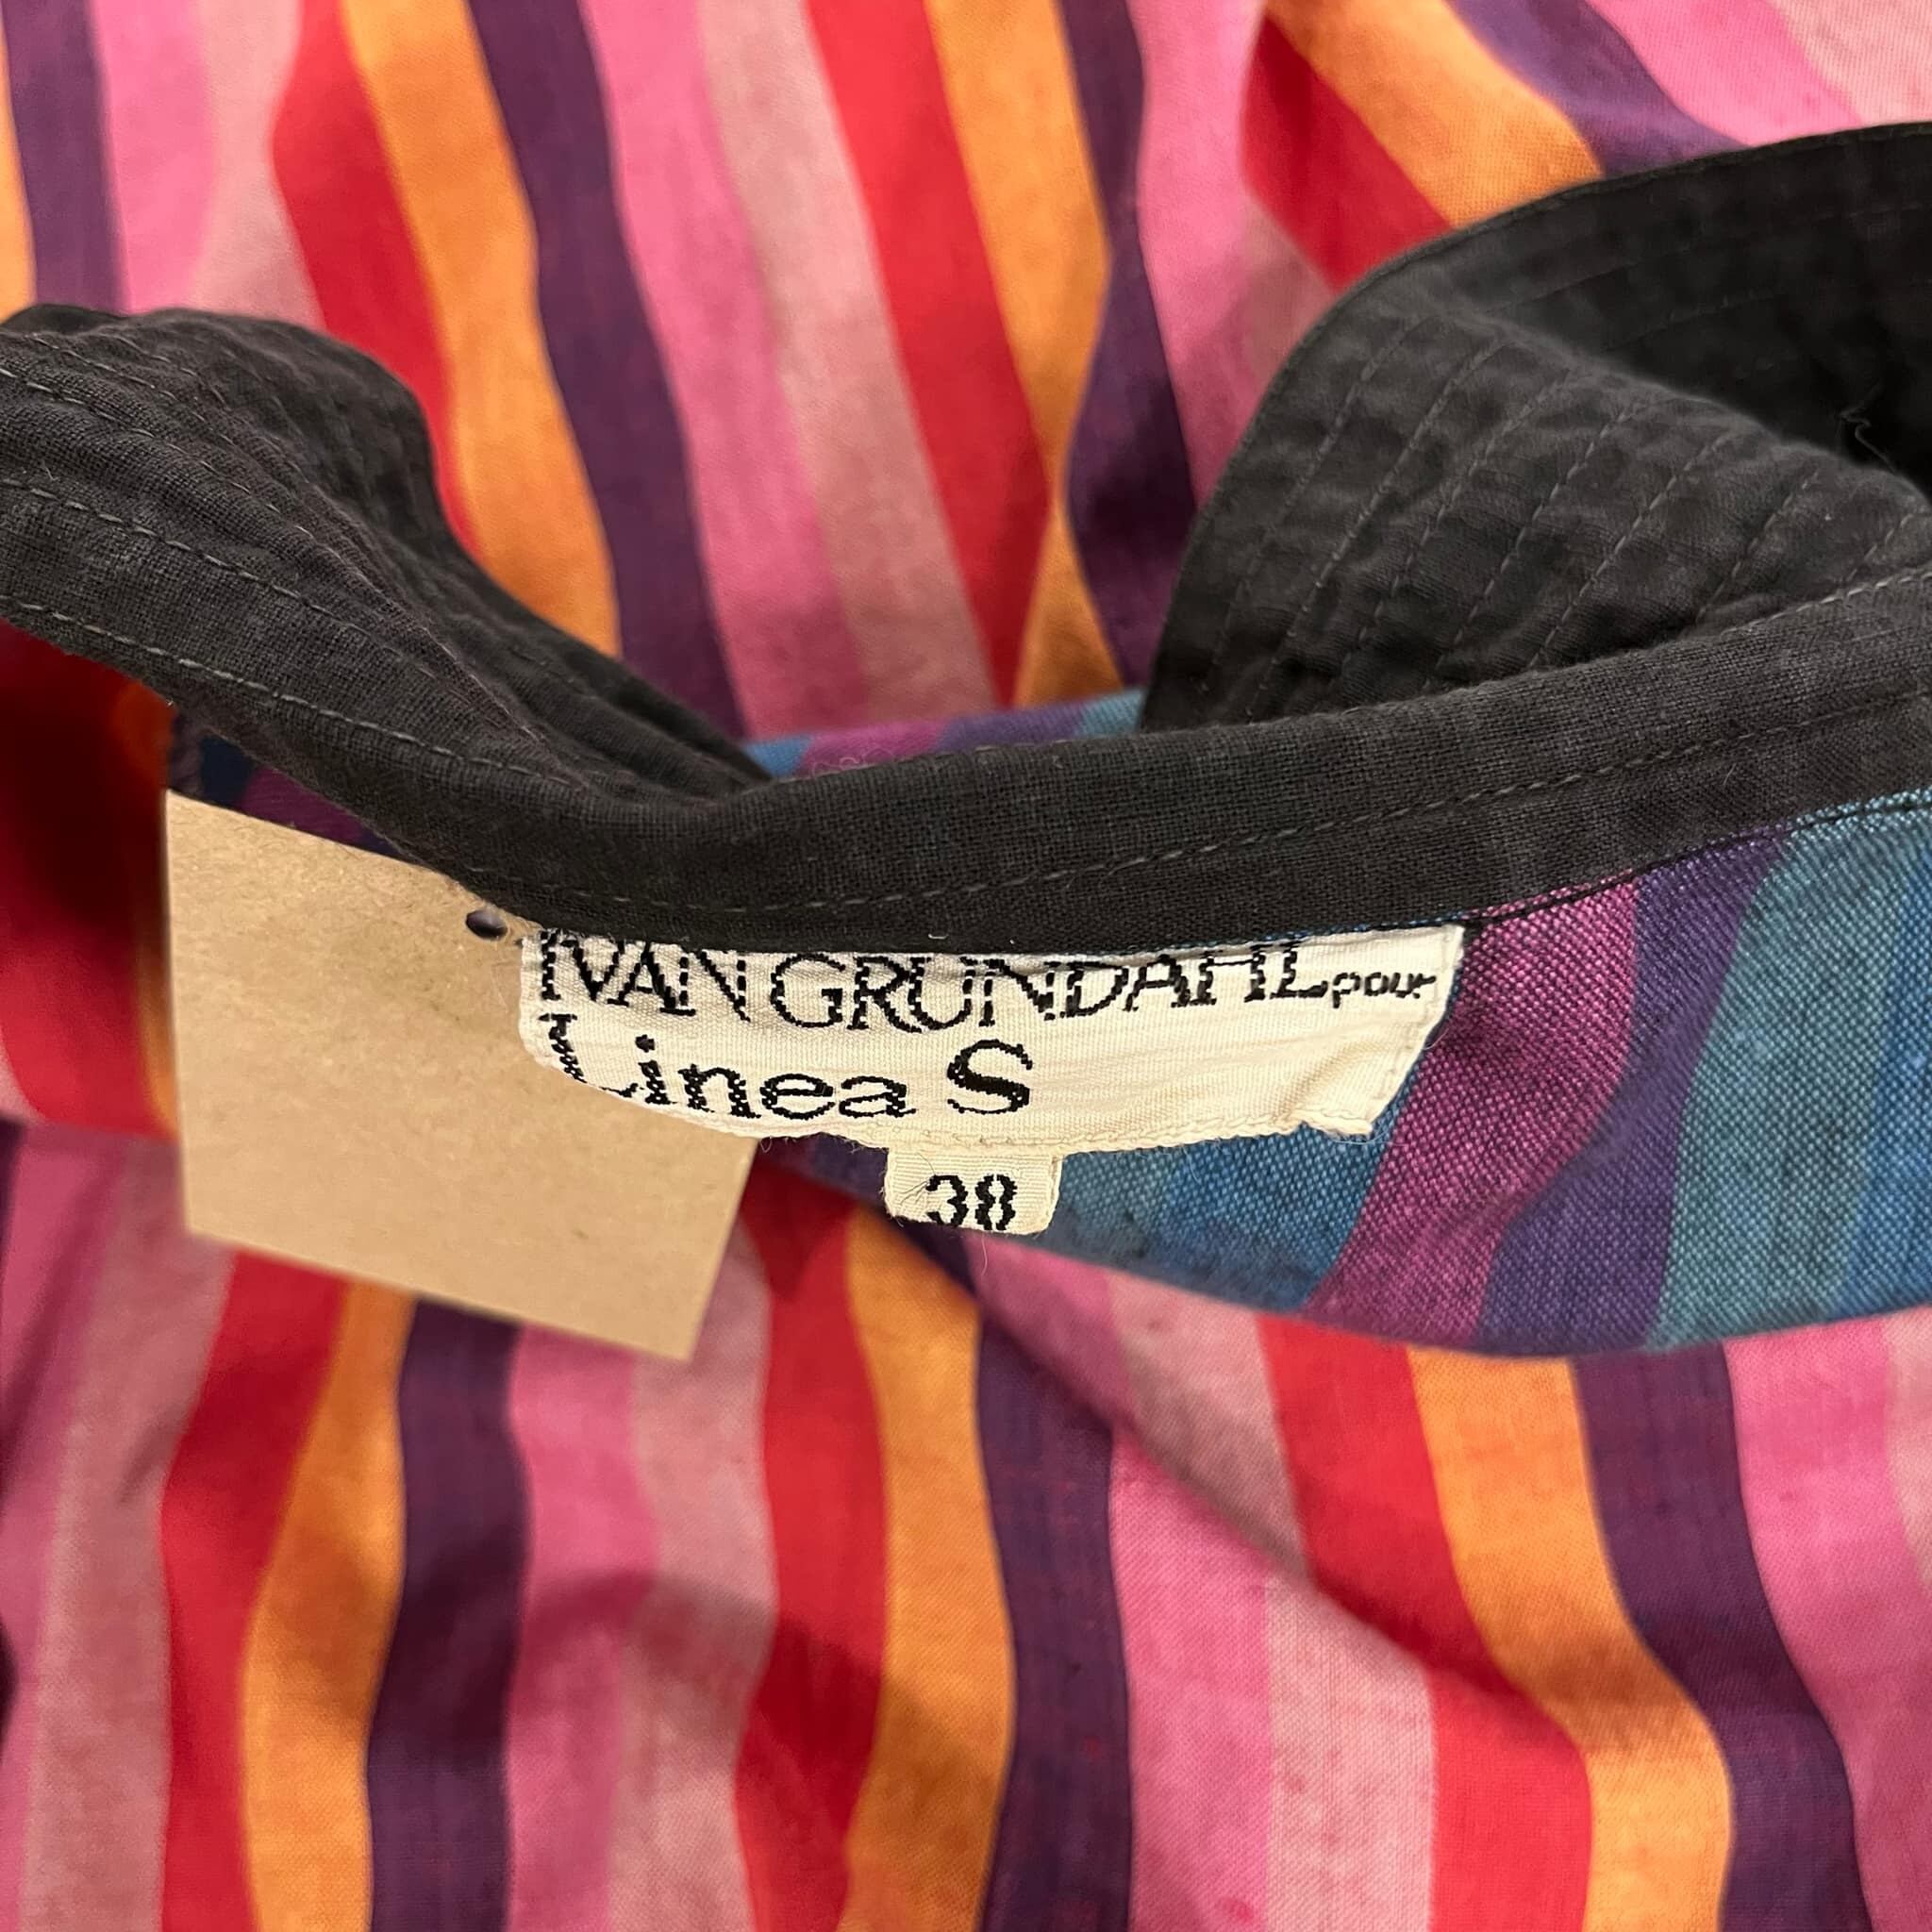 IVAN GRUNDAHL pour
Linea S
38